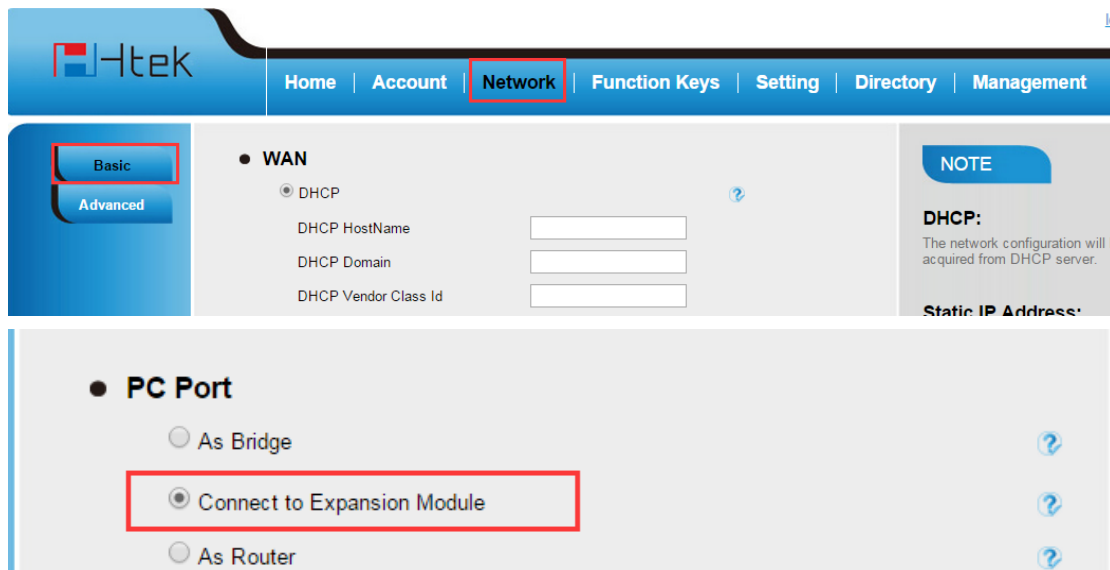 Htek
Home | Account | Network | Function Keys | Setting | Directory | Management
Basic
Advanced
WAN
DHCP
DHCP HostName
DHCP Domain
DHCP Vendor Class Id
NOTE
DHCP:
The network configuration will
acquired from DHCP server.
Static IP Address:
PC Port
As Bridge
Connect to Expansion Module
As Router